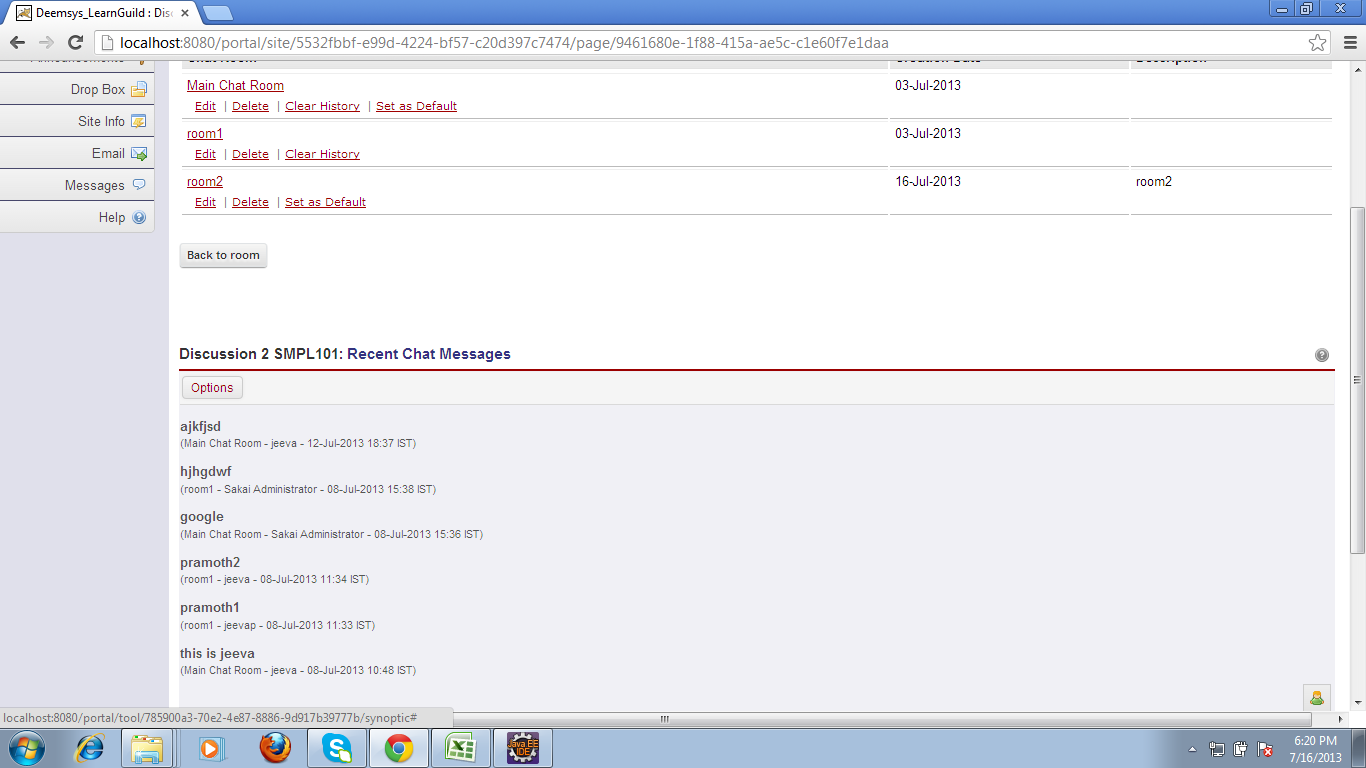 Deemsys_LearnGuild : Dis
localhost:8080/portal/site/5532fbbf-e99d-4224-bf57-c20d397c7474/page/9461680e-1f88-415a-ae5c-c1e60f7e1daa
Announcements
Chat Room Creation Date Description
Drop Box
Main Chat Room 03-Jul-2013
Edit | Delete | Clear History | Set as Default
Site Info
room1 03-Jul-2013
Email
Edit | Delete | Clear History
Messages
room2 16-Jul-2013 room2
Edit | Delete | Set as Default
Help
Back to room
Discussion 2 SMPL101: Recent Chat Messages
Options
ajkfjsd
(Main Chat Room - jeeva - 12-Jul-2013 18:37 IST)
hjhgdwf
(room1 - Sakai Administrator - 08-Jul-2013 15:38 IST)
google
(Main Chat Room - Sakai Administrator - 08-Jul-2013 15:36 IST)
pramoth2
(room1 - jeeva - 08-Jul-2013 11:34 IST)
pramoth1
(room1 - jeevap - 08-Jul-2013 11:33 IST)
this is jeeva
(Main Chat Room - jeeva - 08-Jul-2013 10:48 IST)
localhost:8080/portal/tool/785900a3-70e2-4e87-8886-9d917b39777b/synoptic#
Java EE
IDE
6:20 PM
7/16/2013